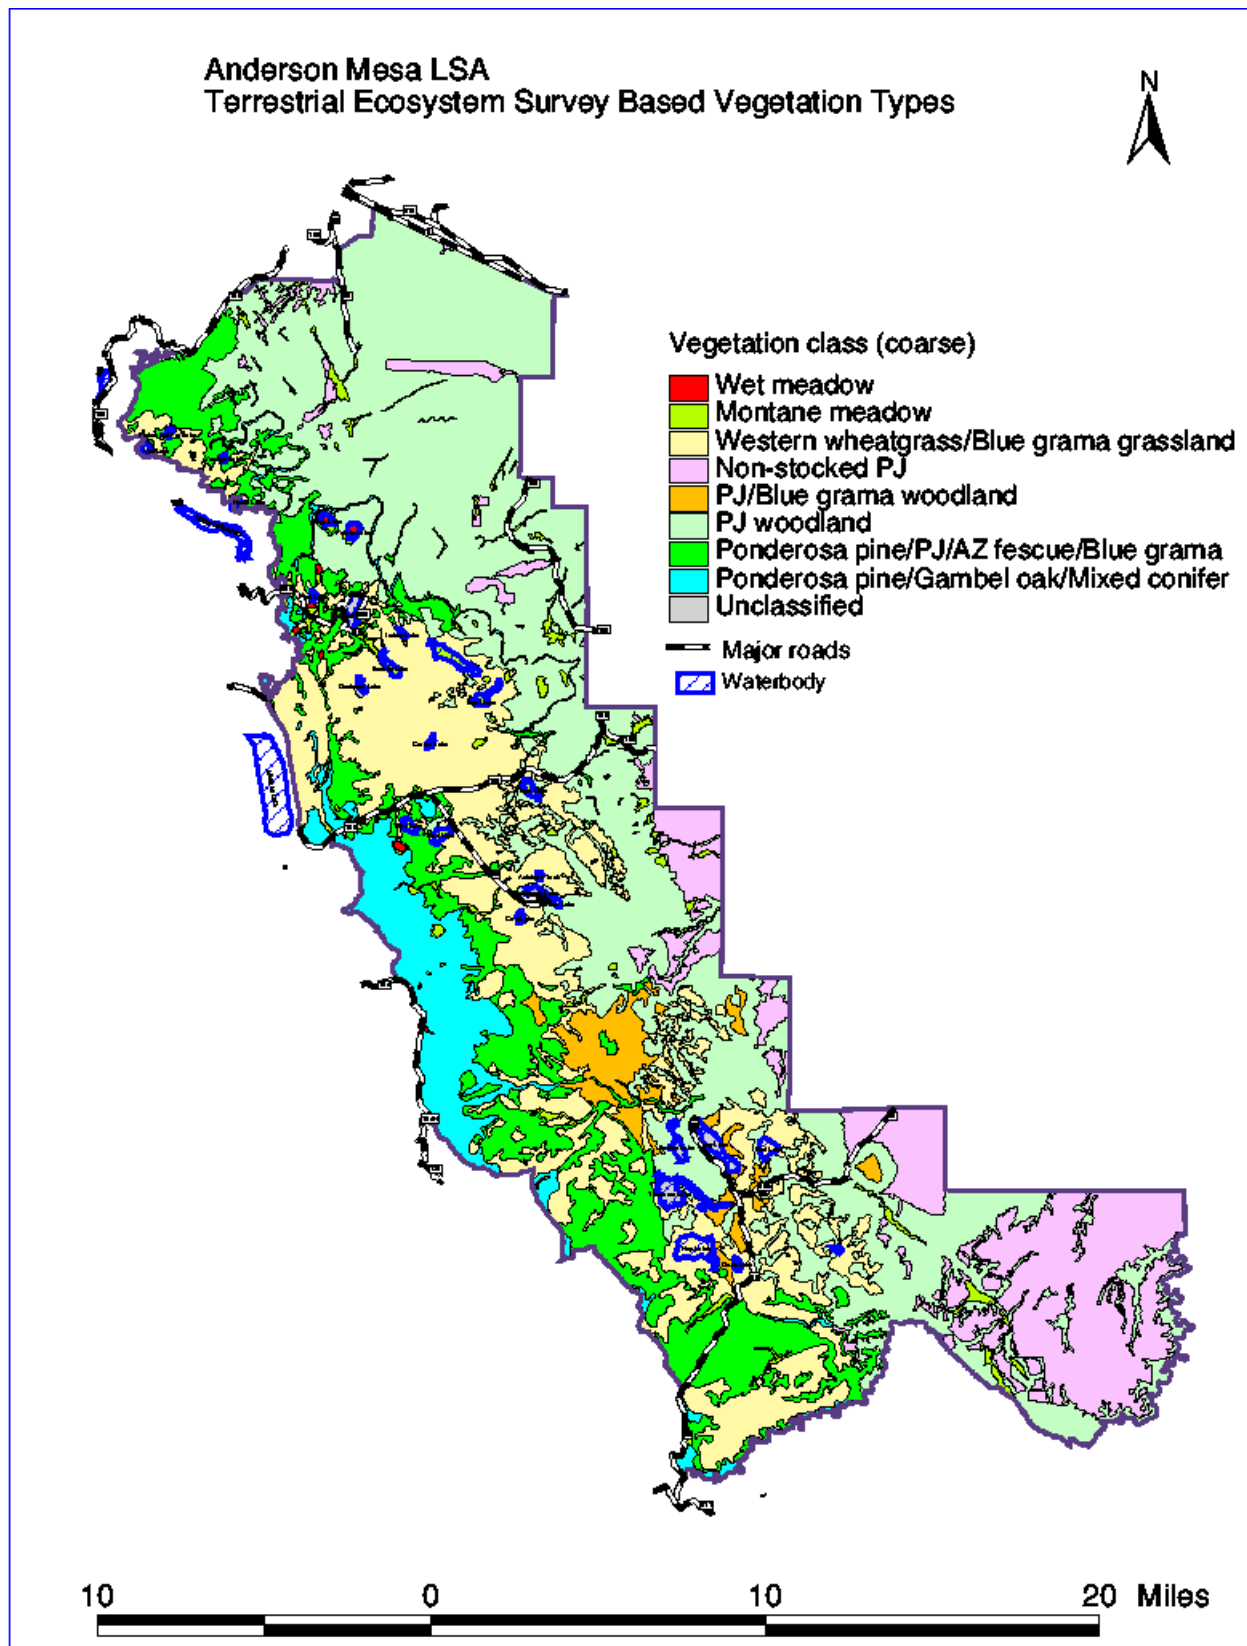 Anderson Mesa LSA
Terrestrial Ecosystem Survey Based Vegetation Types
N
Vegetation class (coarse)
Wet meadow
Montane meadow
Western wheatgrass/Blue grama grassland
Non-stocked PJ
PJ/Blue grama woodland
PJ woodland
Ponderosa pine/PJ/AZ fescue/Blue grama
Ponderosa pine/Gambel oak/Mixed conifer
Unclassified
Major roads
Waterbody
10 0 10 20 Miles